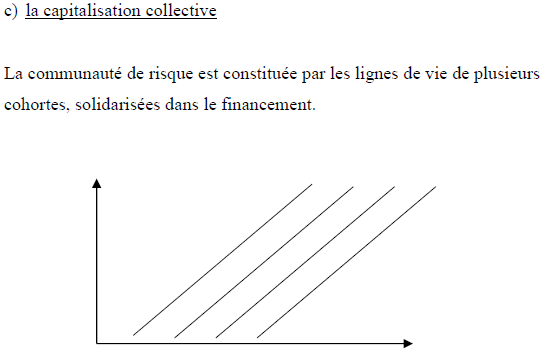 c) la capitalisation collective
La communauté de risque est constituée par les lignes de vie de plusieurs
cohortes, solidarisées dans le financement.